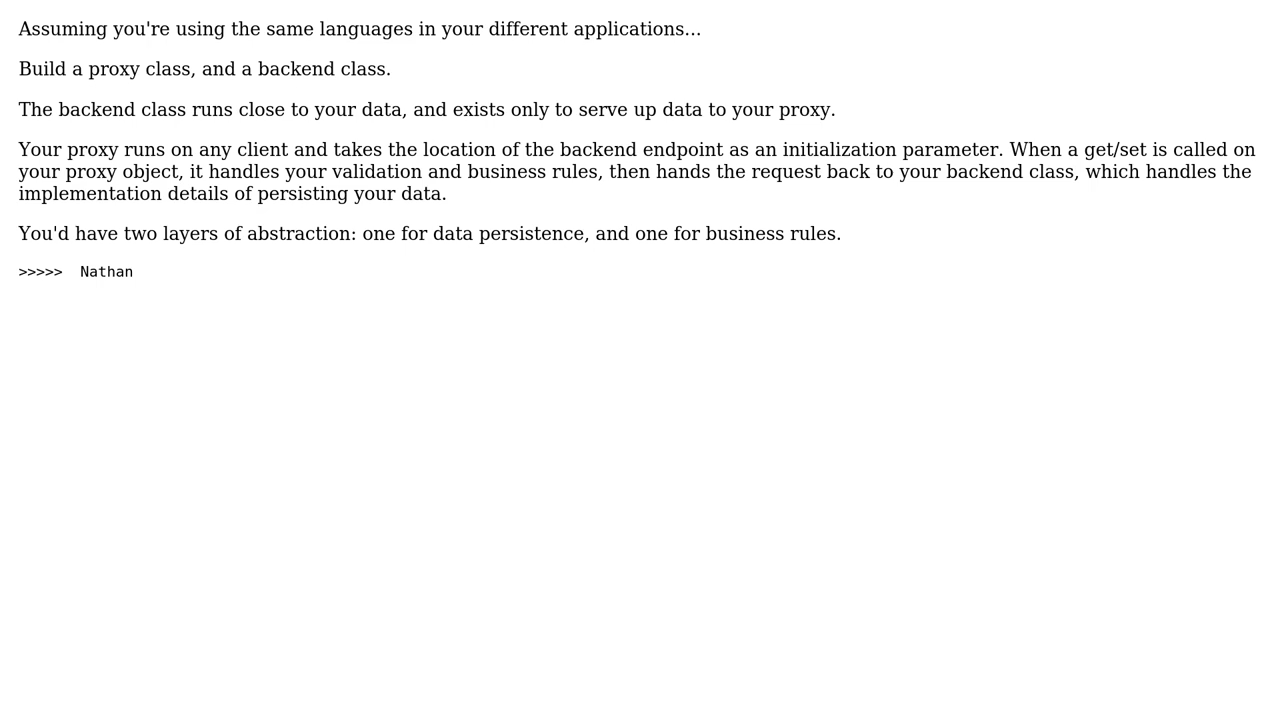 Assuming you're using the same languages in your different applications...
Build a proxy class, and a backend class.
The backend class runs close to your data, and exists only to serve up data to your proxy.
Your proxy runs on any client and takes the location of the backend endpoint as an initialization parameter. When a get/set is called on
your proxy object, it handles your validation and business rules, then hands the request back to your backend class, which handles the
implementation details of persisting your data.
You'd have two layers of abstraction: one for data persistence, and one for business rules.
>>>>>  Nathan